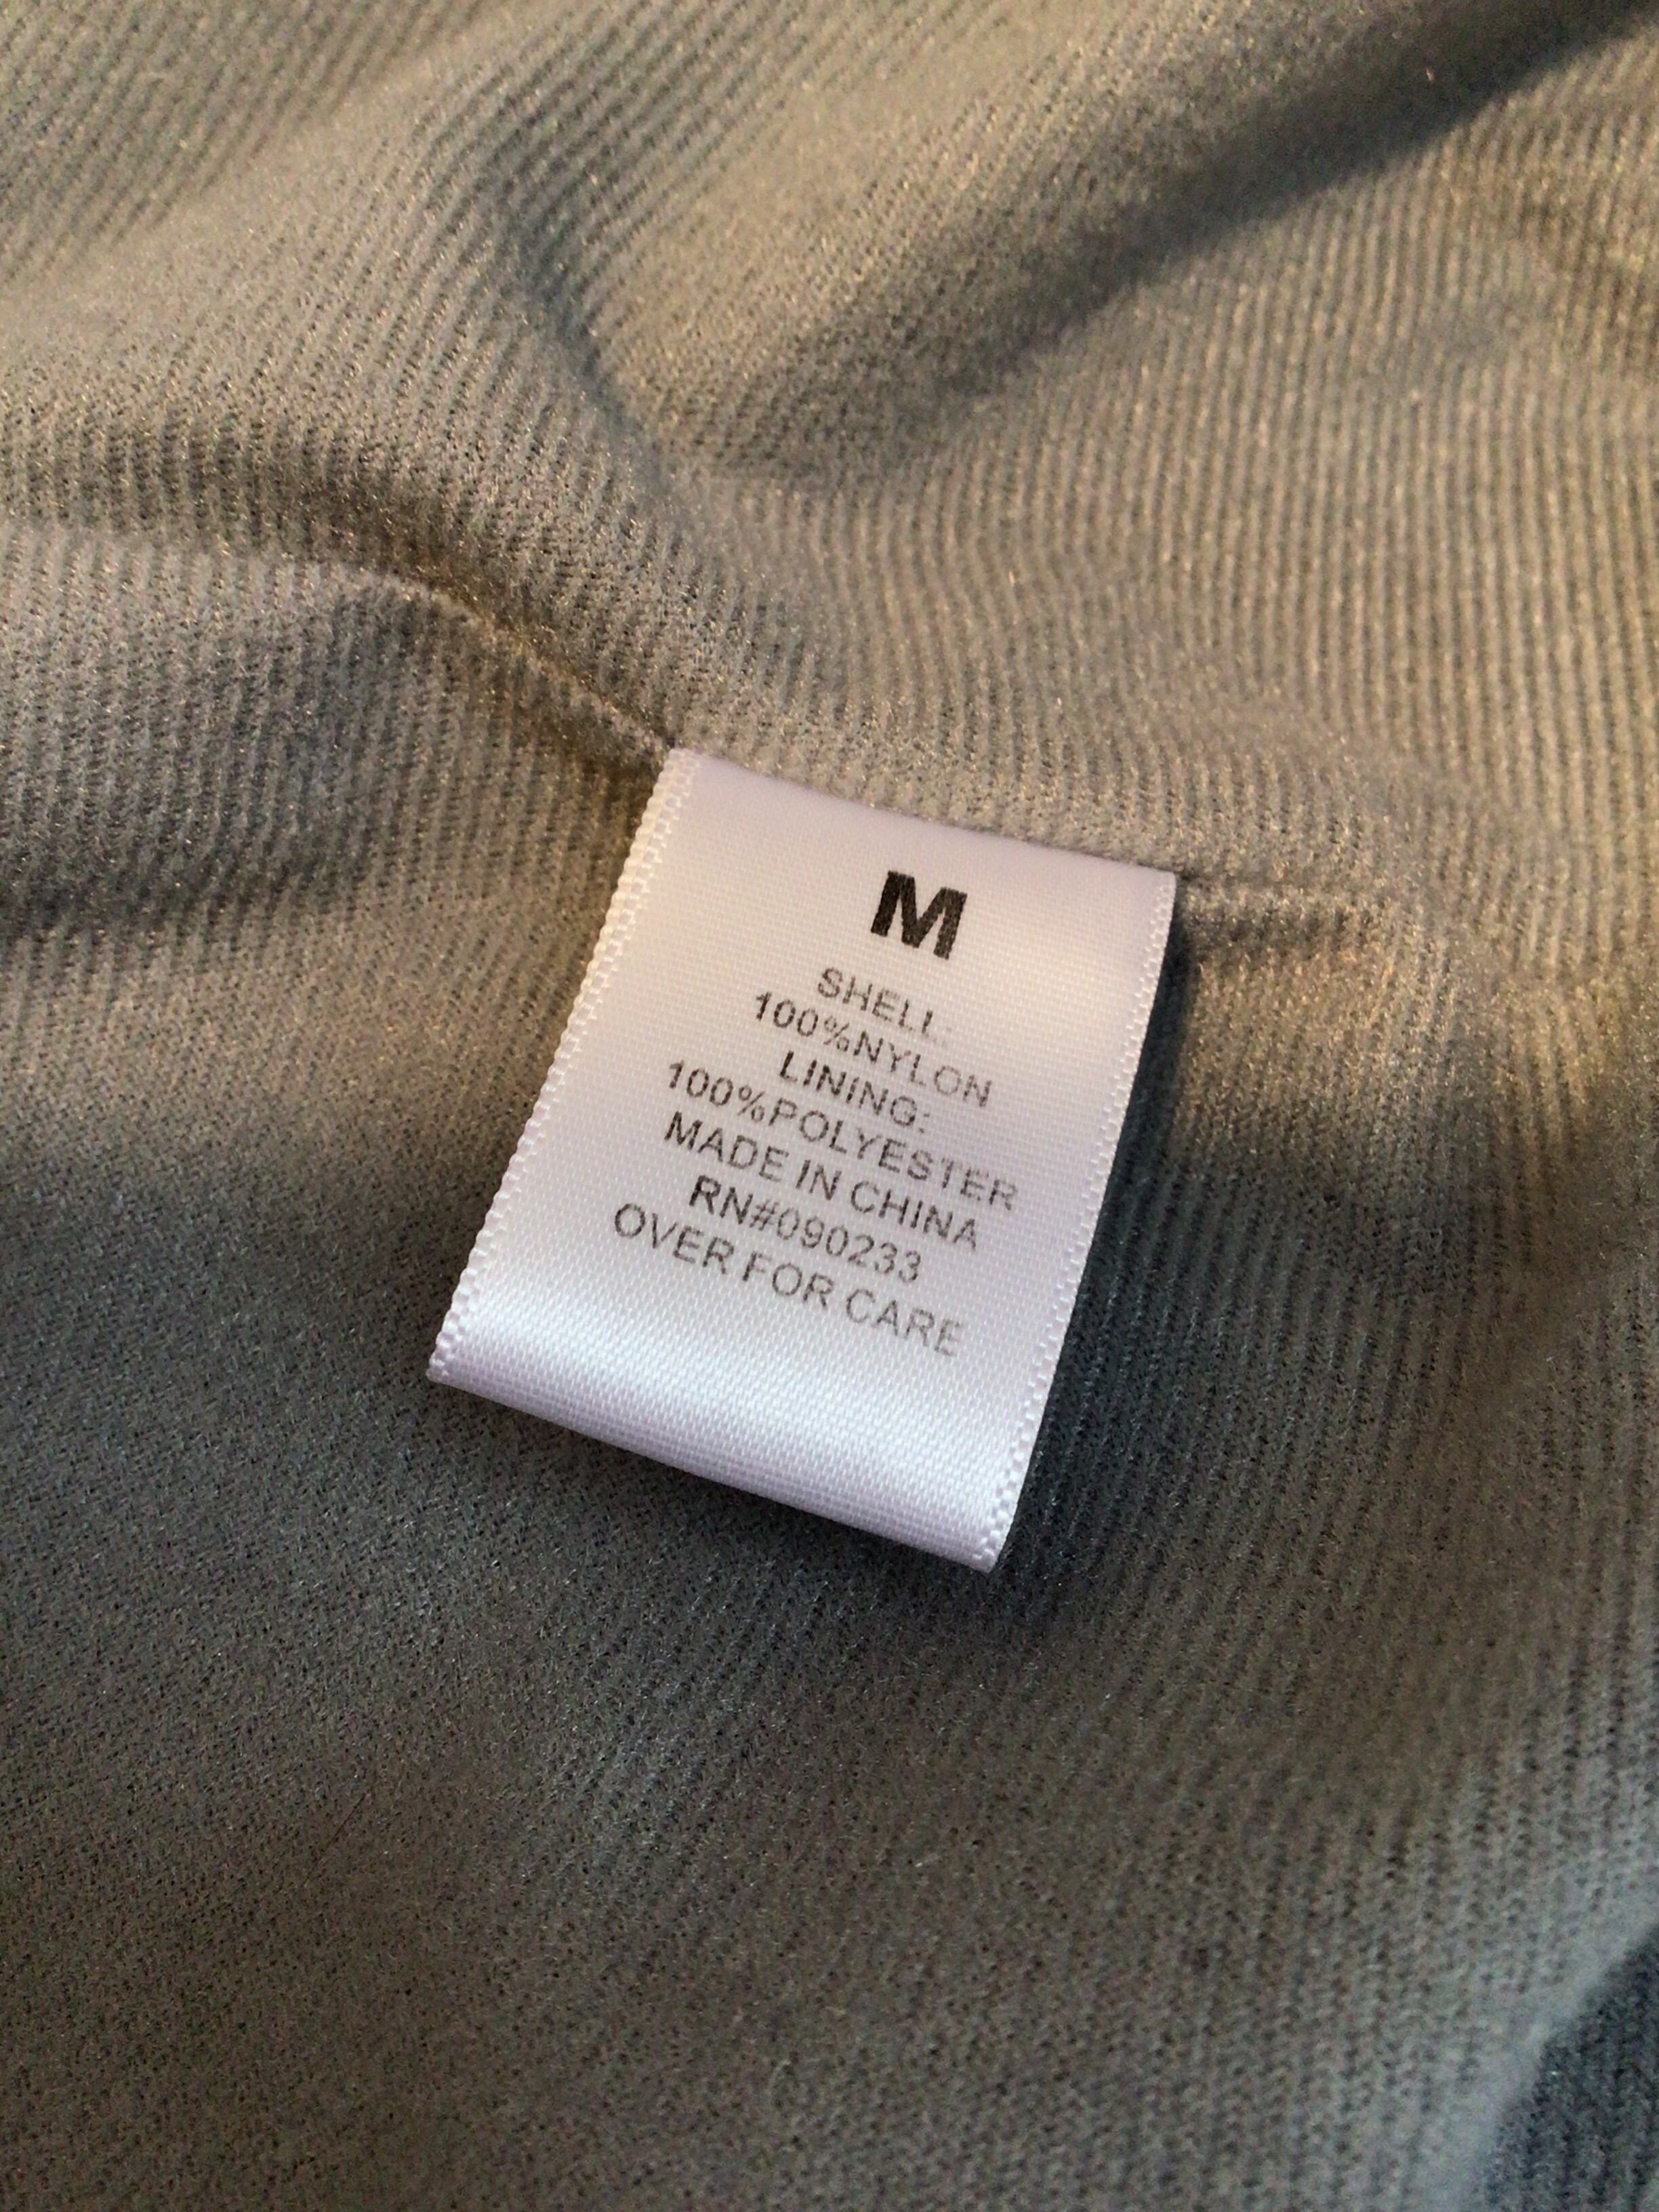 M
SHELL:
100%NYLON
LINING:
100%POLYESTER
MADE IN CHINA
RN#090233
OVER FOR CARE